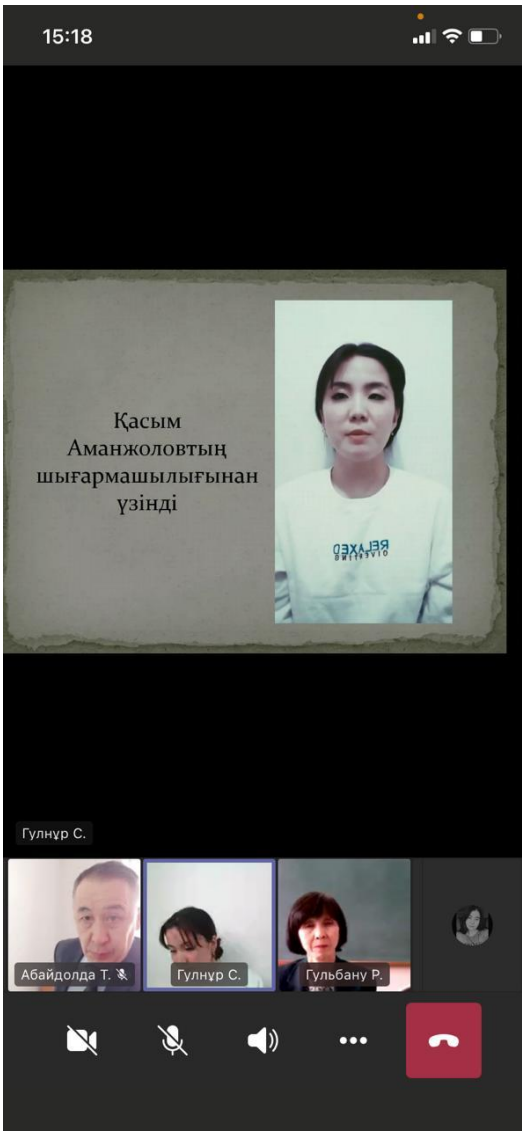 15:18
Қасым
Аманжоловтың
шығармашылығынан
үзінді
RELAXED
Гулнұр С.
Абайдолда Т.
Гулнұр С.
Гульбану Р.